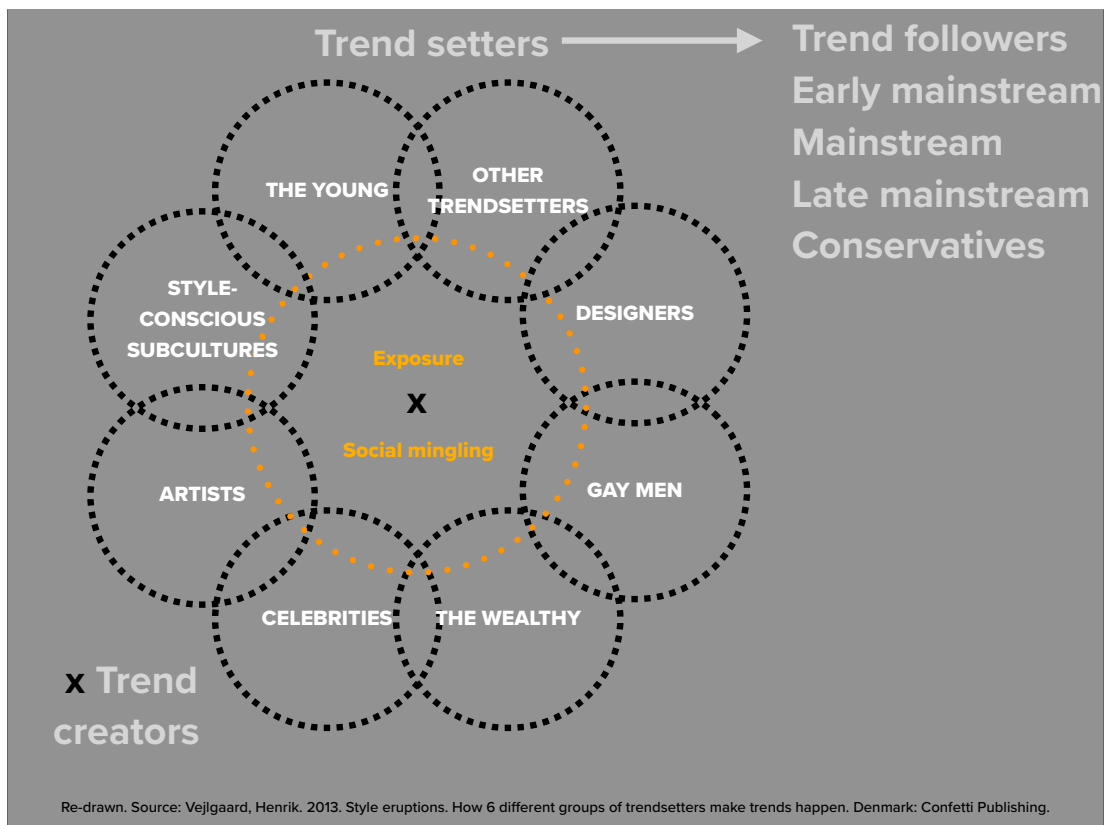 Trend setters
Trend followers
Early mainstream
Mainstream
Late mainstream
Conservatives
THE YOUNG
OTHER
TRENDSETTERS
STYLE-
CONSCIOUS
SUBCULTURES
DESIGNERS
Exposure
X
Social mingling
ARTISTS
GAY MEN
CELEBRITIES
THE WEALTHY
x Trend
creators
Re-drawn. Source: Vejlgaard, Henrik. 2013. Style eruptions. How 6 different groups of trendsetters make trends happen. Denmark: Confetti Publishing.